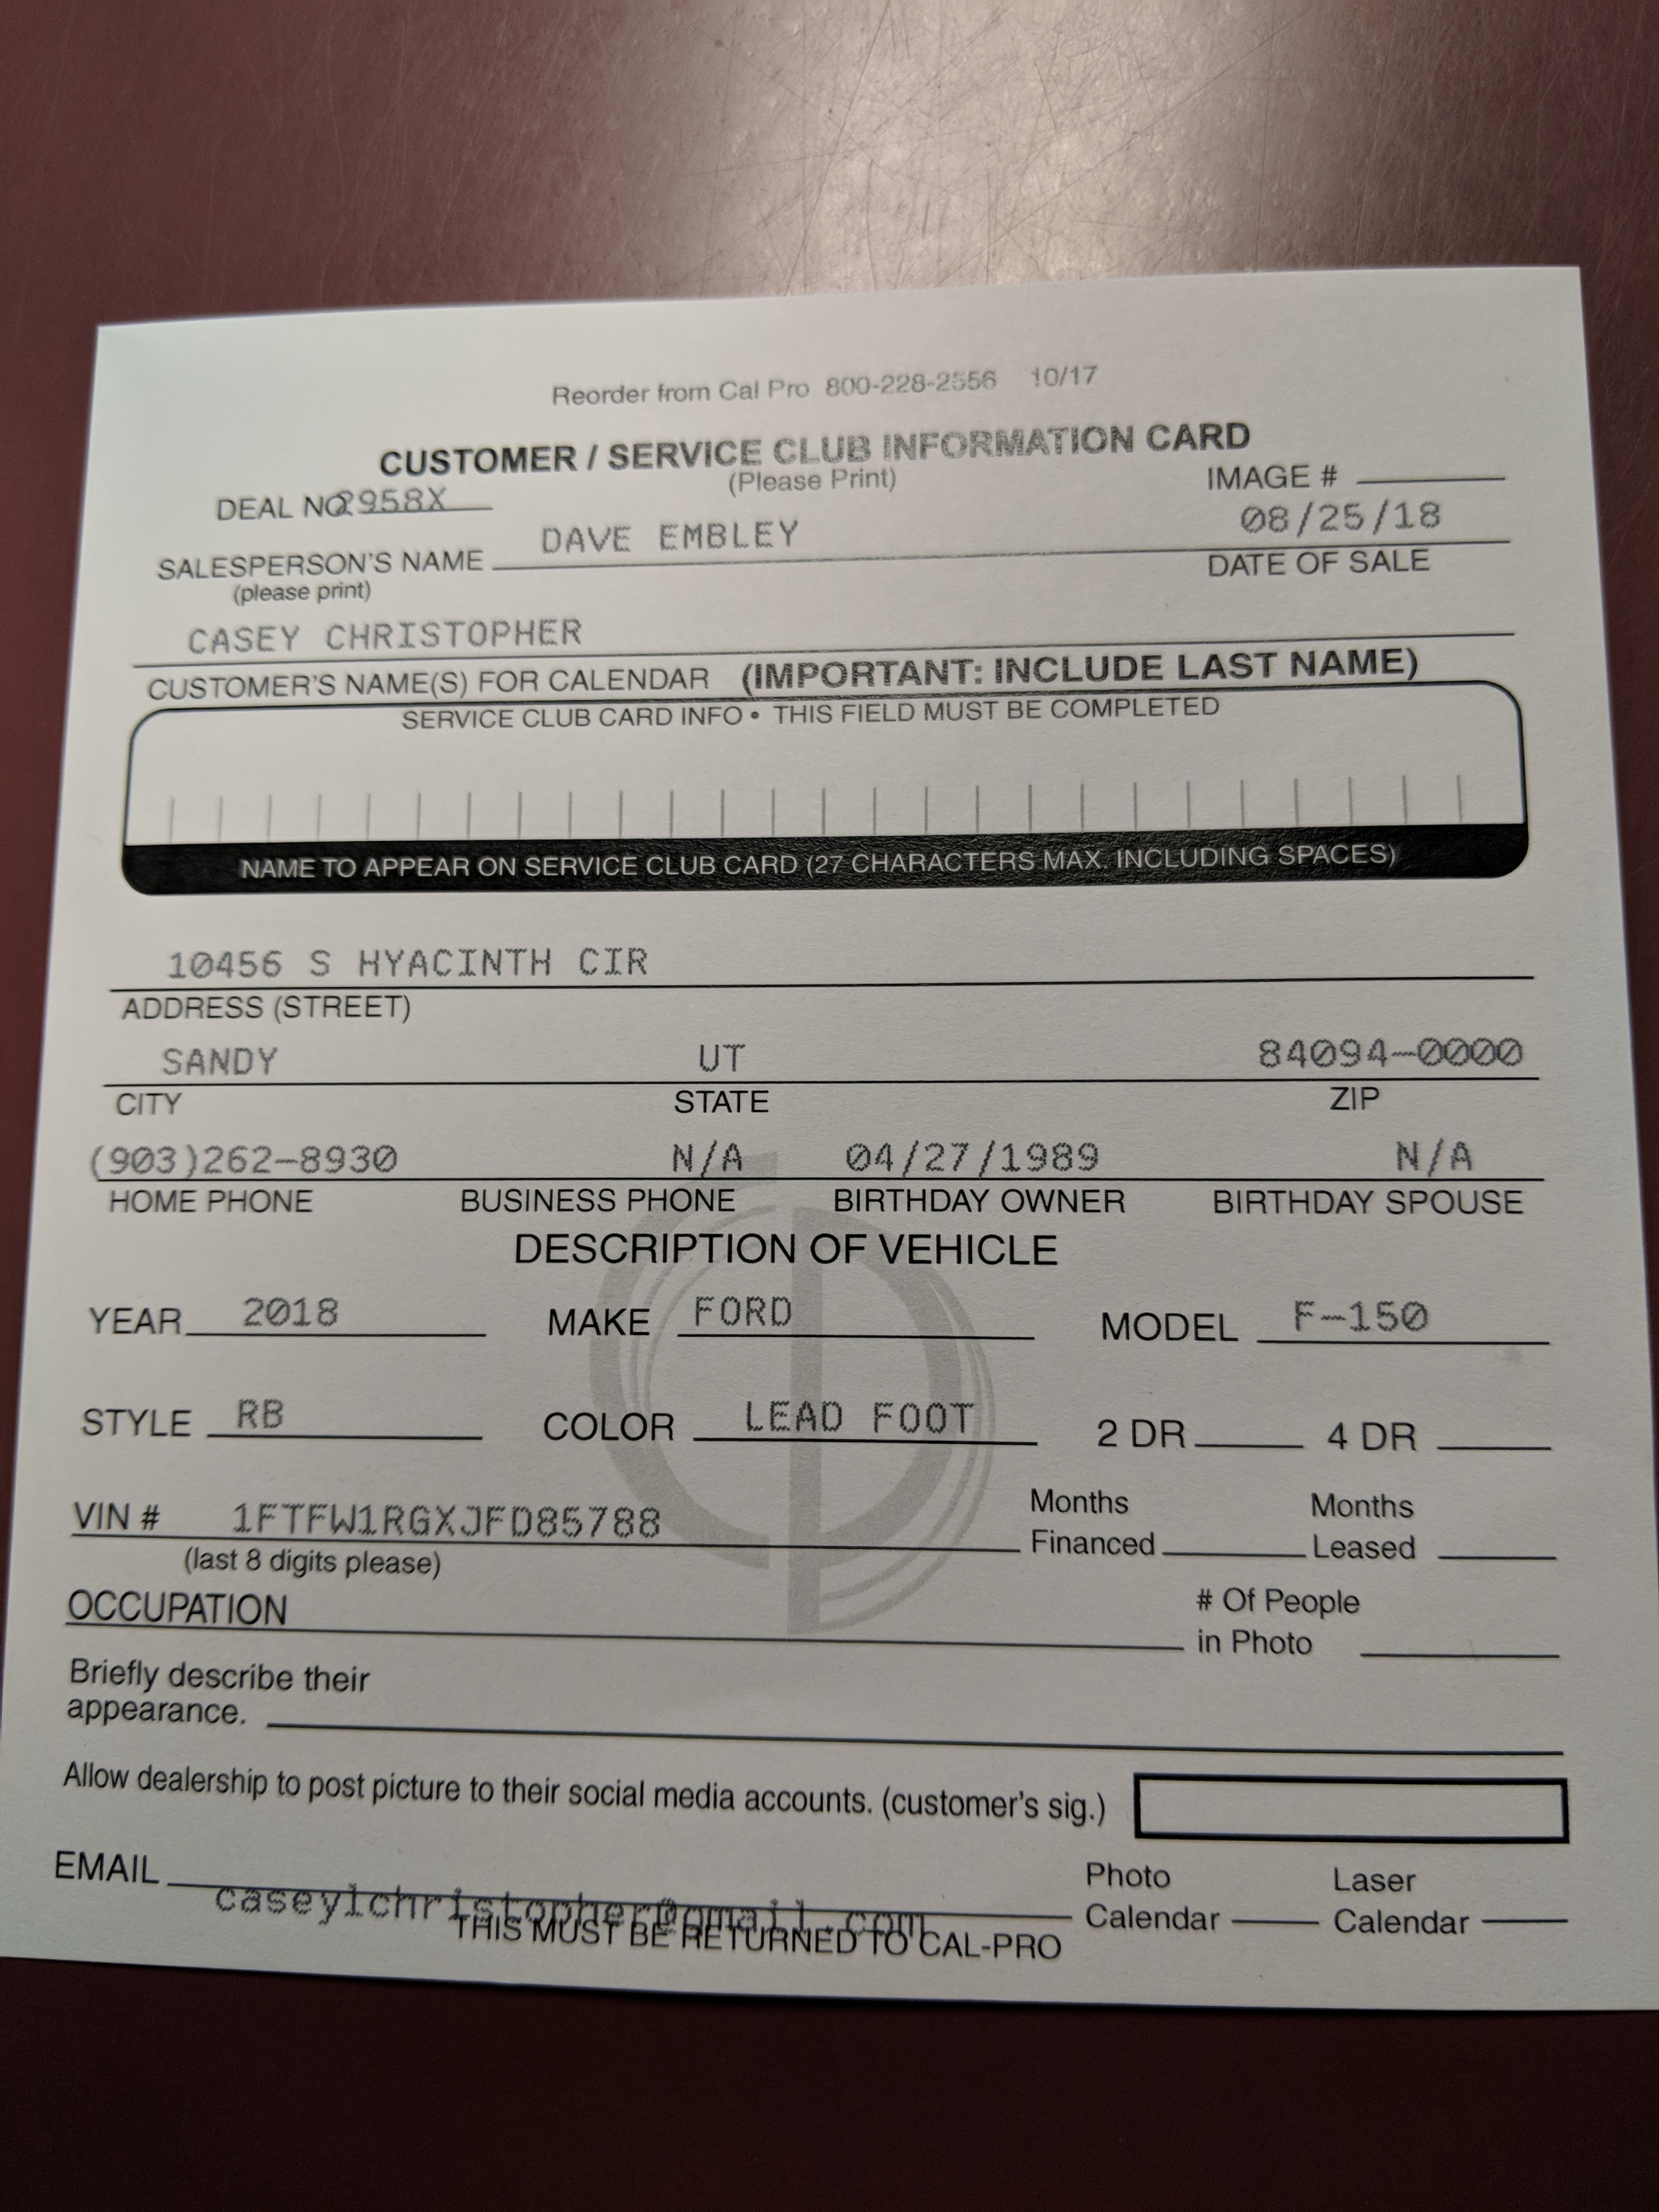 Reorder from Cal Pro 800-228-2556 10/17
CUSTOMER / SERVICE CLUB INFORMATION CARD
(Please Print)
DEAL NO 2958X IMAGE #
SALESPERSON'S NAME DAVE EMBLEY 08/25/18
(please print) DATE OF SALE
CASEY CHRISTOPHER
CUSTOMER'S NAME(S) FOR CALENDAR (IMPORTANT: INCLUDE LAST NAME)
SERVICE CLUB CARD INFO • THIS FIELD MUST BE COMPLETED
NAME TO APPEAR ON SERVICE CLUB CARD (27 CHARACTERS MAX. INCLUDING SPACES)
10456 S HYACINTH CIR
ADDRESS (STREET)
SANDY UT 84094-0000
CITY STATE ZIP
(903)262-8930 N/A 04/27/1989 N/A
HOME PHONE BUSINESS PHONE BIRTHDAY OWNER BIRTHDAY SPOUSE
DESCRIPTION OF VEHICLE
YEAR 2018 MAKE FORD MODEL F-150
STYLE RB COLOR LEAD FOOT 2 DR 4 DR
VIN # 1FTFW1RGXJFD85788 Months Financed Months Leased
(last 8 digits please)
OCCUPATION # Of People in Photo
Briefly describe their
appearance.
Allow dealership to post picture to their social media accounts. (customer's sig.)
EMAIL Photo Calendar Laser Calendar
caseylchristopher@gmail.com
THIS MUST BE RETURNED TO CAL-PRO